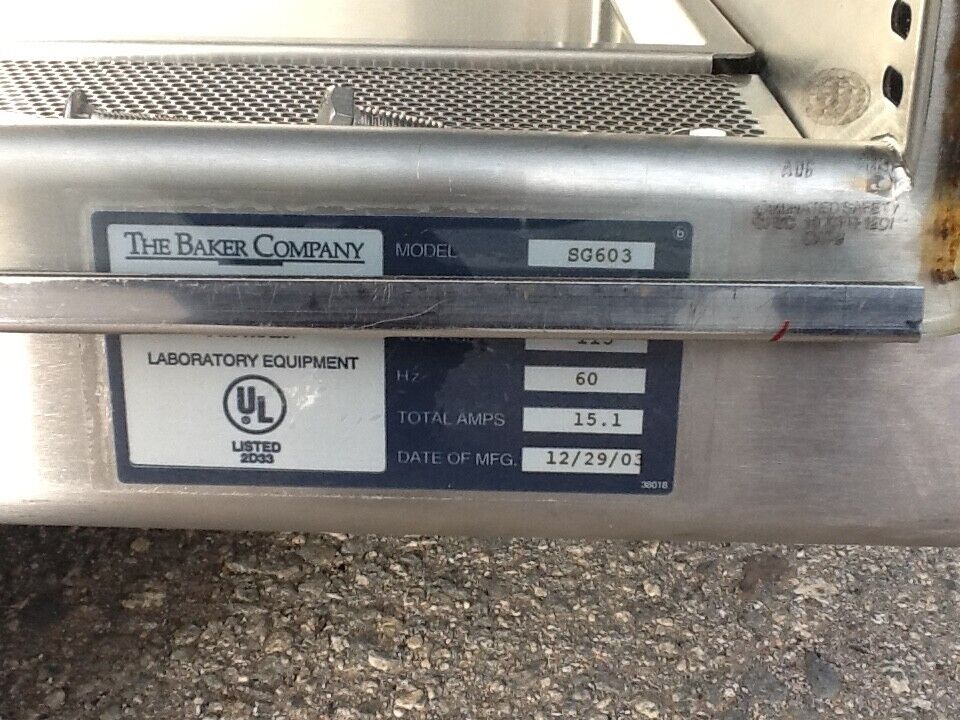 THE BAKER COMPANY
MODEL SG603
LABORATORY EQUIPMENT
UL
LISTED
2D33
Hz 60
TOTAL AMPS 15.1
DATE OF MFG. 12/29/03
38018
A06